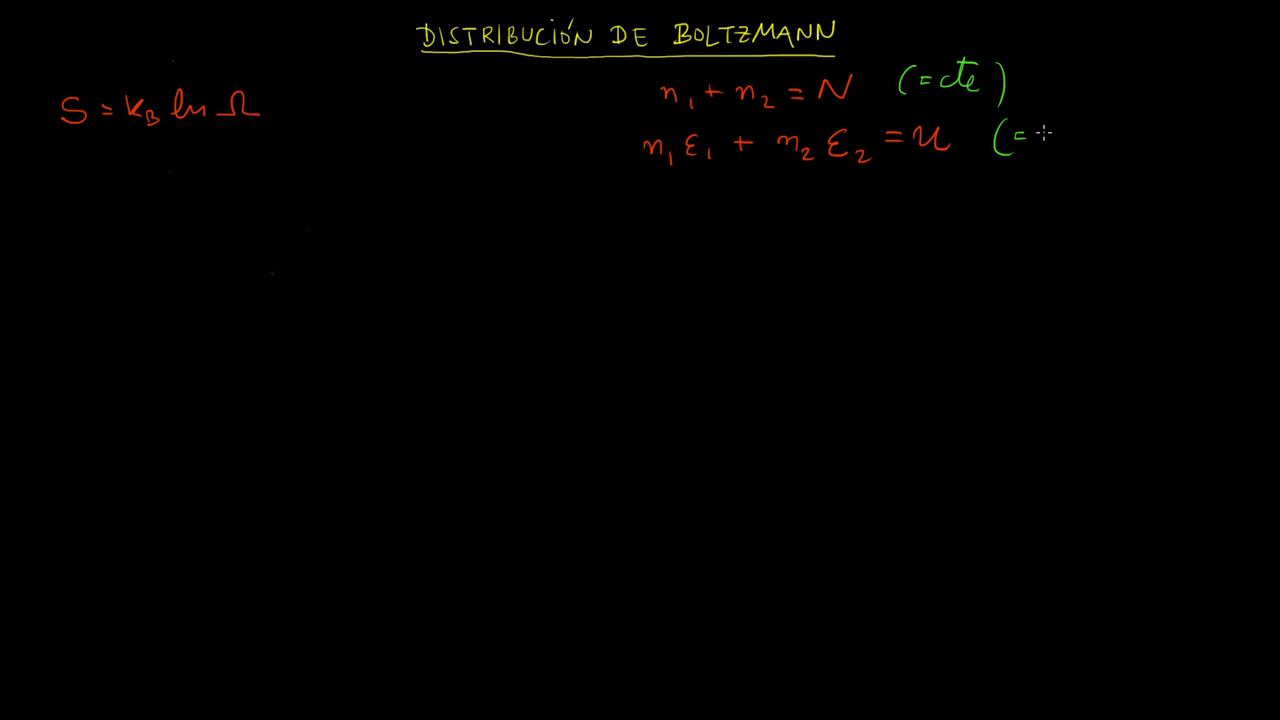 DISTRIBUCIÓN DE BOLTZMANN
S = k_B ln Ω
n₁ + n₂ = N (= cte)
n₁ ε₁ + n₂ ε₂ = U (=